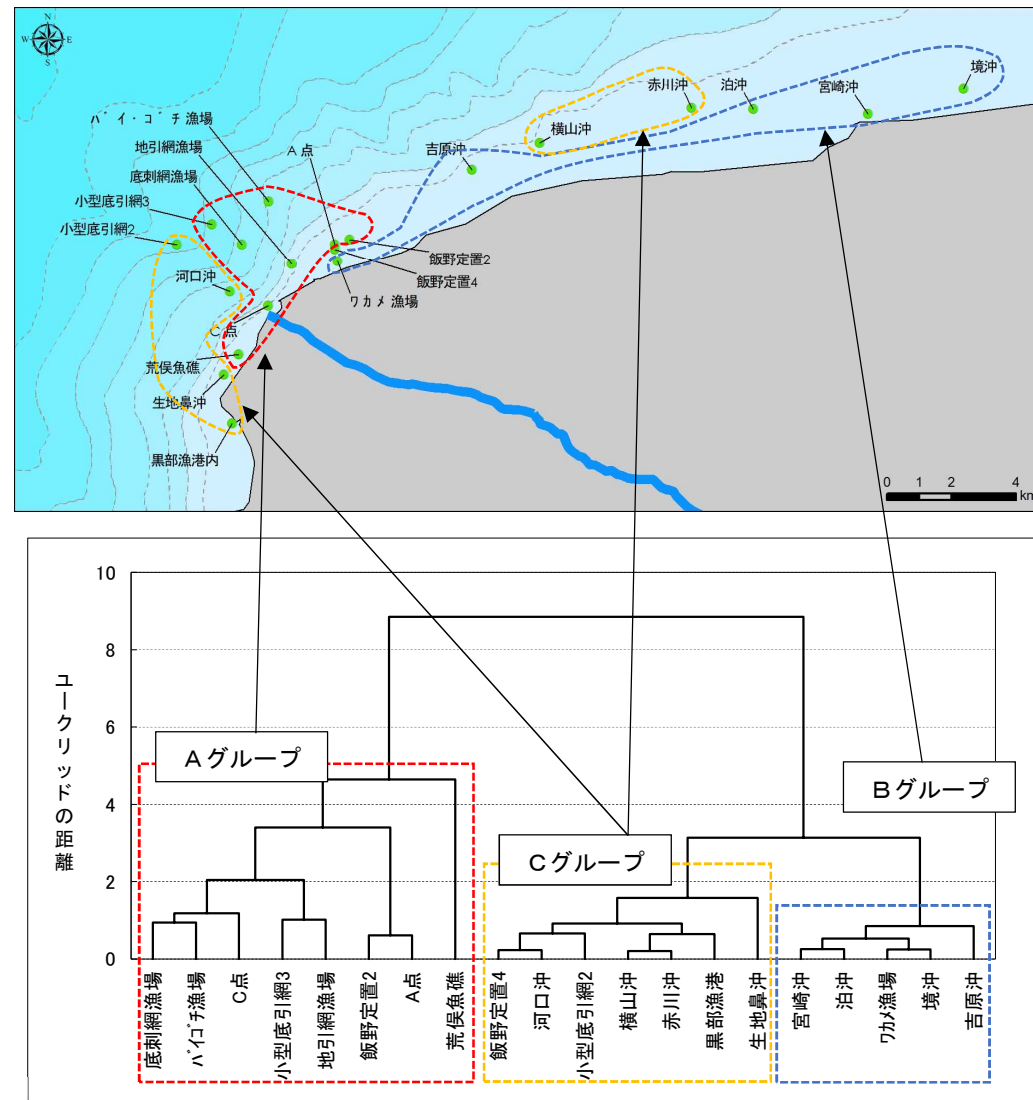 N
W E
S
境沖
赤川沖
泊沖
宮崎沖
横山沖
バイ・ゴチ漁場
地引網漁場
A点
吉原沖
底刺網漁場
小型底引網3
小型底引網2
飯野定置2
飯野定置4
河口沖
ワカメ漁場
C点
荒俣魚礁
生地鼻沖
黒部漁港内
0 1 2 4
km
10
8
6
4
2
0
ユークリッドの距離
Aグループ
Bグループ
Cグループ
底刺網漁場
バイゴチ漁場
C点
小型底引網3
地引網漁場
飯野定置2
A点
荒俣魚礁
飯野定置4
河口沖
小型底引網2
横山沖
赤川沖
黒部漁港
生地鼻沖
宮崎沖
泊沖
ワカメ漁場
境沖
吉原沖